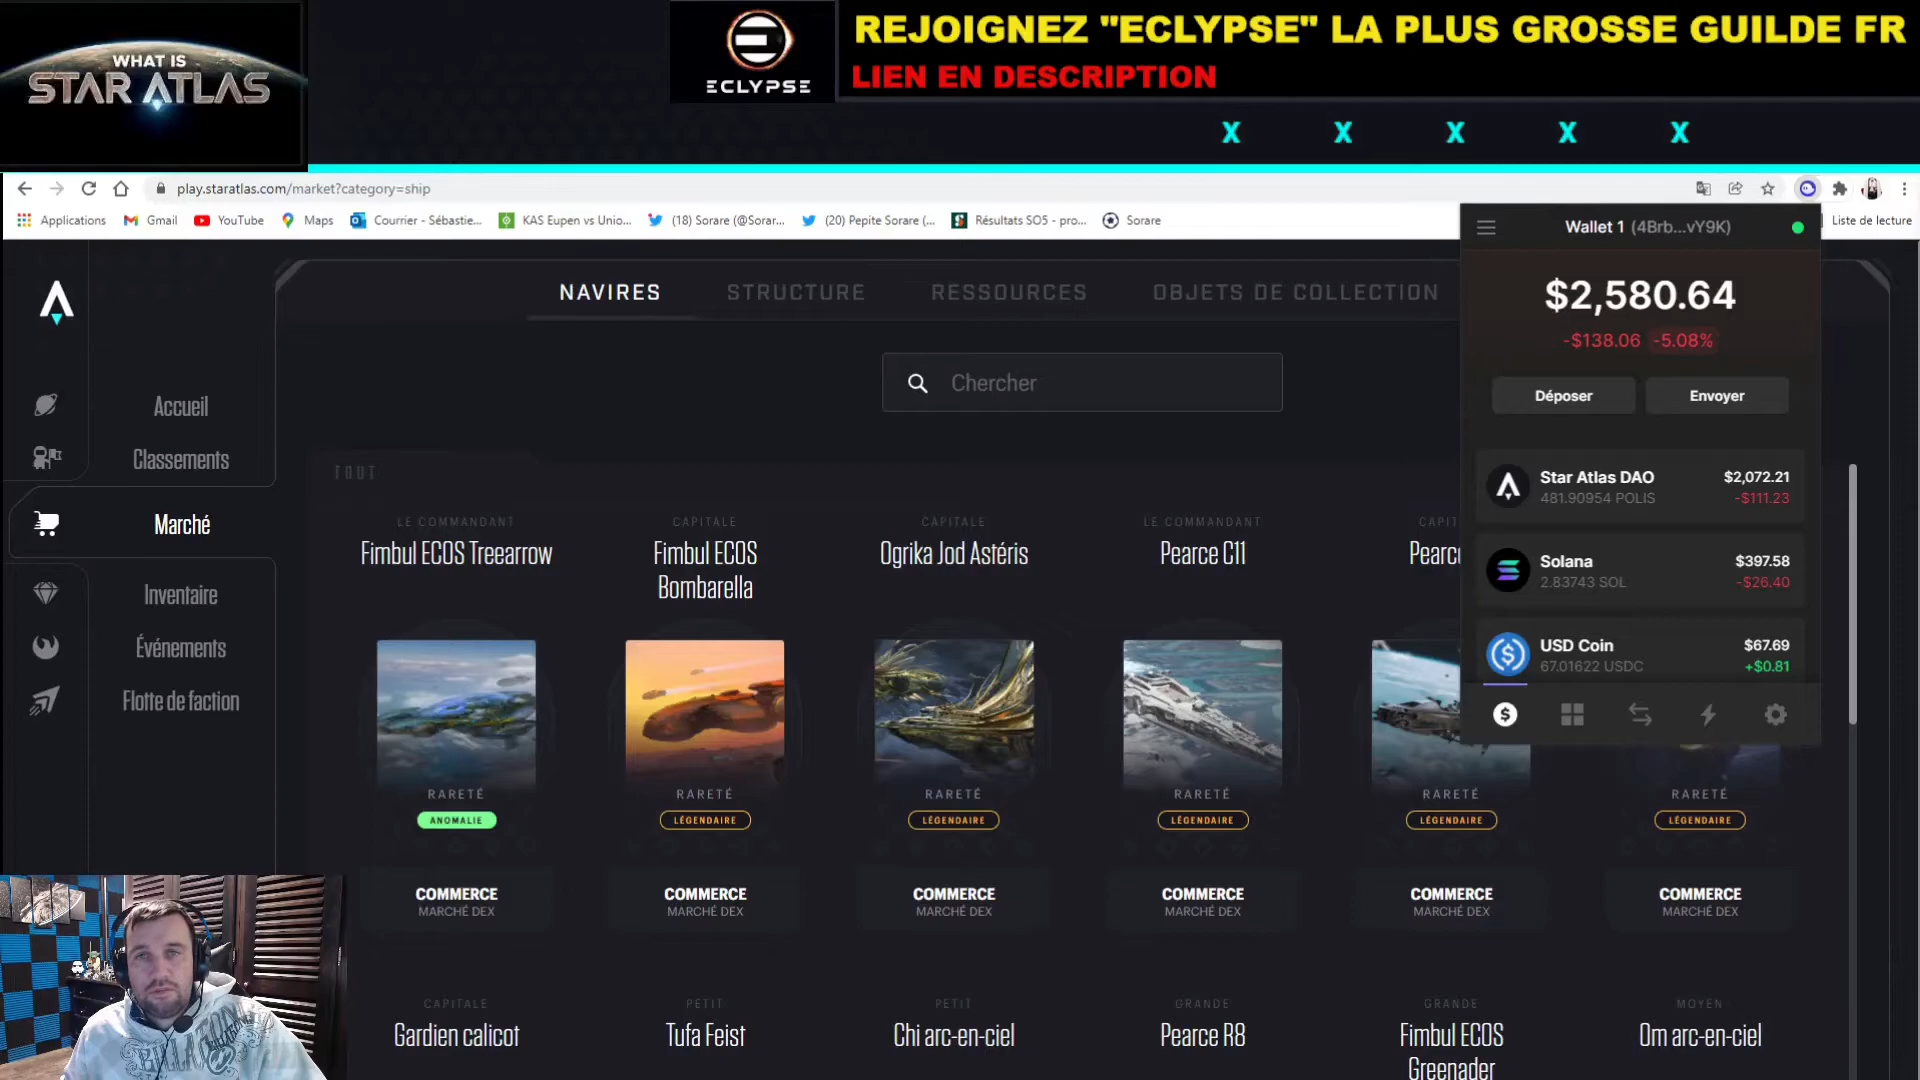 WHAT IS
STAR ATLAS
ECLYPSE
REJOIGNEZ "ECLYPSE" LA PLUS GROSSE GUILDE FR
LIEN EN DESCRIPTION
X X X X X
play.staratlas.com/market?category=ship
Applications
Gmail
YouTube
Maps
Courrier - Sébastie...
KAS Eupen vs Unio...
(18) Sorare (@Sorar...
(20) Pepite Sorare (...
Résultats SO5 - pro...
Sorare
Liste de lecture
Wallet 1 (4Brb...vY9K)
$2,580.64
-$138.06 -5.08%
Déposer
Envoyer
Star Atlas DAO $2,072.21
481.90954 POLIS -$111.23
Solana $397.58
2.83743 SOL -$26.40
USD Coin $67.69
67.01622 USDC +$0.81
NAVIRES
STRUCTURE
RESSOURCES
OBJETS DE COLLECTION
Chercher
Accueil
Classements
Marché
Inventaire
Événements
Flotte de faction
TOUT
LE COMMANDANT
Fimbul ECOS Treearrow
RARETÉ
ANOMALIE
COMMERCE
MARCHÉ DEX
CAPITALE
Fimbul ECOS
Bombarella
RARETÉ
LÉGENDAIRE
COMMERCE
MARCHÉ DEX
CAPITALE
Ogrika Jod Astéris
RARETÉ
LÉGENDAIRE
COMMERCE
MARCHÉ DEX
LE COMMANDANT
Pearce C11
RARETÉ
LÉGENDAIRE
COMMERCE
MARCHÉ DEX
CAPIT
Pearce
RARETÉ
LÉGENDAIRE
COMMERCE
MARCHÉ DEX
RARETÉ
LÉGENDAIRE
COMMERCE
MARCHÉ DEX
CAPITALE
Gardien calicot
PETIT
Tufa Feist
PETIT
Chi arc-en-ciel
GRANDE
Pearce R8
GRANDE
Fimbul ECOS
Greenader
MOYEN
Om arc-en-ciel